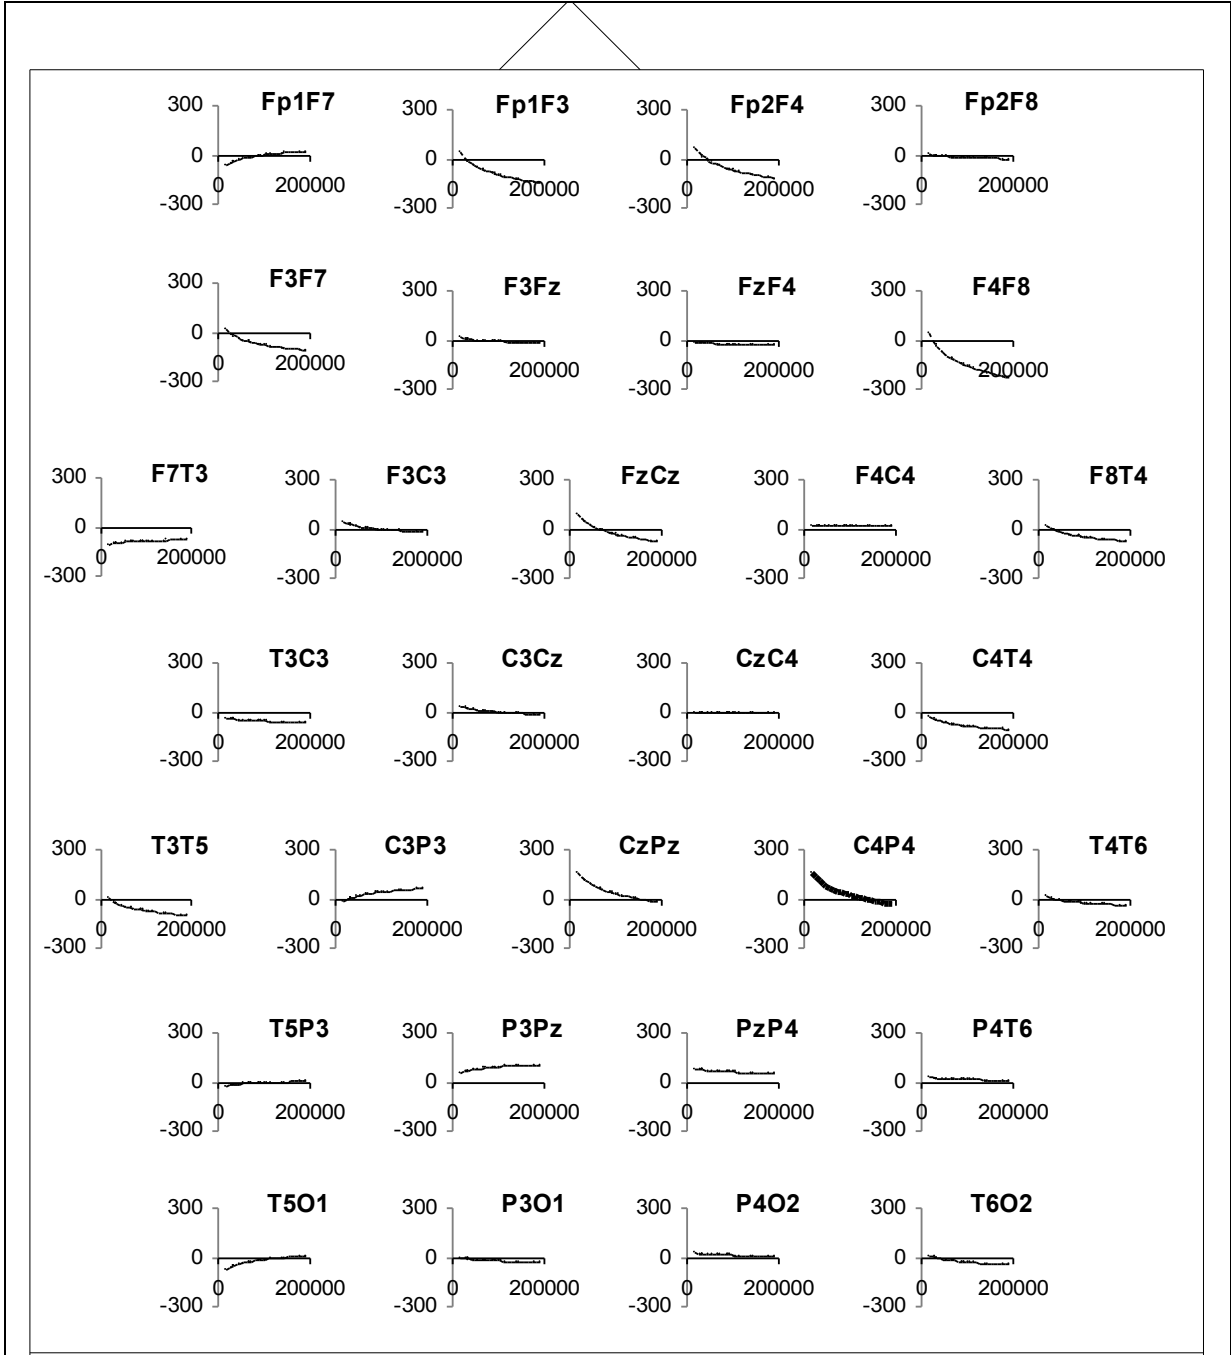 Fp1F7 Fp1F3 Fp2F4 Fp2F8
300 300 300 300
0 0 0 0
0 200000 0 200000 0 200000 0 200000
-300 -300 -300 -300
F3F7 F3Fz FzF4 F4F8
300 300 300 300
0 0 0 0
0 200000 0 200000 0 200000 0 200000
-300 -300 -300 -300
F7T3 F3C3 FzCz F4C4 F8T4
300 300 300 300 300
0 0 0 0 0
0 200000 0 200000 0 200000 0 200000 0 200000
-300 -300 -300 -300 -300
T3C3 C3Cz CzC4 C4T4
300 300 300 300
0 0 0 0
0 200000 0 200000 0 200000 0 200000
-300 -300 -300 -300
T3T5 C3P3 CzPz C4P4 T4T6
300 300 300 300 300
0 0 0 0 0
0 200000 0 200000 0 200000 0 200000 0 200000
-300 -300 -300 -300 -300
T5P3 P3Pz PzP4 P4T6
300 300 300 300
0 0 0 0
0 200000 0 200000 0 200000 0 200000
-300 -300 -300 -300
T5O1 P3O1 P4O2 T6O2
300 300 300 300
0 0 0 0
0 200000 0 200000 0 200000 0 200000
-300 -300 -300 -300